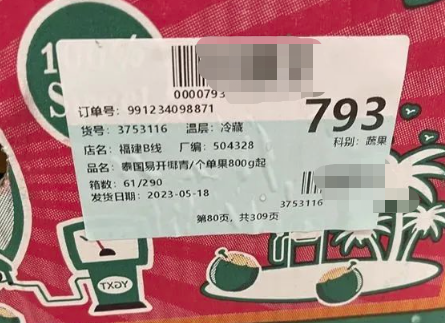 0000793
订单号: 991234098871
793
货号: 3753116 温层: 冷藏
科别: 蔬果
店名: 福建B线 厂编: 504328
品名: 泰国易开椰青/个单果800g起
箱数: 61/290
发货日期: 2023-05-18
3753116
第80页, 共309页
TXGY